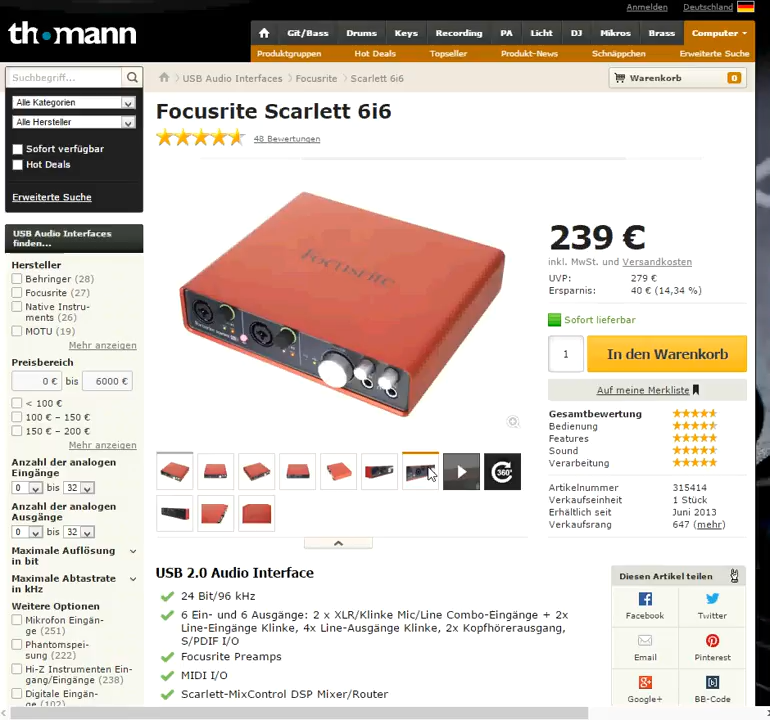 Anmelden Deutschland
thomann
Git/Bass Drums Keys Recording PA Licht DJ Mikros Brass Computer
Produktgruppen Hot Deals Topseller Produkt-News Schnäppchen Erweiterte Suche
Suchbegriff...
USB Audio Interfaces Focusrite Scarlett 6i6
Warenkorb 0
Alle Kategorien
Alle Hersteller
Sofort verfügbar
Hot Deals
Erweiterte Suche
USB Audio Interfaces
finden...
Hersteller
Behringer (28)
Focusrite (27)
Native Instru-
ments (26)
MOTU (19)
Mehr anzeigen
Preisbereich
0 € bis 6000 €
< 100 €
100 € – 150 €
150 € – 200 €
Mehr anzeigen
Anzahl der analogen
Eingänge
0 bis 32
Anzahl der analogen
Ausgänge
0 bis 32
Maximale Auflösung
in bit
Maximale Abtastrate
in kHz
Weitere Optionen
Mikrofon Eingän-
ge (251)
Phantomspei-
sung (222)
Hi-Z Instrumenten Ein-
gang/Eingänge (238)
Digitale Eingän-
ge (102)
Focusrite Scarlett 6i6
48 Bewertungen
Focusrite
360°
239 €
inkl. MwSt. und Versandkosten
UVP: 279 €
Ersparnis: 40 € (14,34 %)
Sofort lieferbar
1 In den Warenkorb
Auf meine Merkliste
Gesamtbewertung
Bedienung
Features
Sound
Verarbeitung
Artikelnummer 315414
Verkaufseinheit 1 Stück
Erhältlich seit Juni 2013
Verkaufsrang 647 (mehr)
USB 2.0 Audio Interface
24 Bit/96 kHz
6 Ein- und 6 Ausgänge: 2 x XLR/Klinke Mic/Line Combo-Eingänge + 2x
Line-Eingänge Klinke, 4x Line-Ausgänge Klinke, 2x Kopfhörerausgang,
S/PDIF I/O
Focusrite Preamps
MIDI I/O
Scarlett-MixControl DSP Mixer/Router
Diesen Artikel teilen
Facebook Twitter
Email Pinterest
Google+ BB-Code